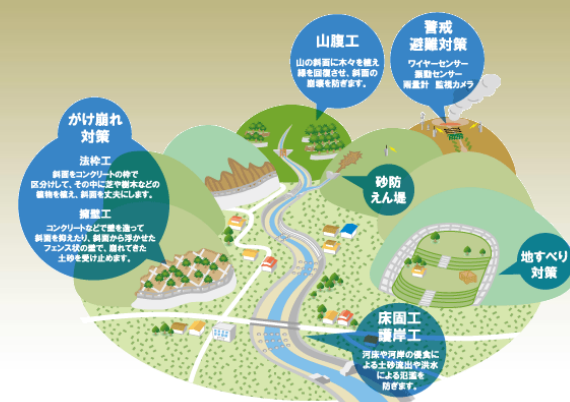 山腹工
山の斜面に木々を植え
緑を回復させ、斜面の
崩壊を防ぎます。
警戒
避難対策
ワイヤーセンサー
振動センサー
雨量計 監視カメラ
がけ崩れ
対策
法枠工
斜面をコンクリートの枠で
区分けして、その中に芝や樹木などの
植物を植え、斜面を丈夫にします。
擁壁工
コンクリートなどで壁を造って
斜面を抑えたり、斜面から浮かせた
フェンス状の壁で、崩れてきた
土砂を受け止めます。
砂防
えん堤
地すべり
対策
床固工
護岸工
河床や河岸の侵食に
よる土砂流出や洪水
による氾濫を
防ぎます。